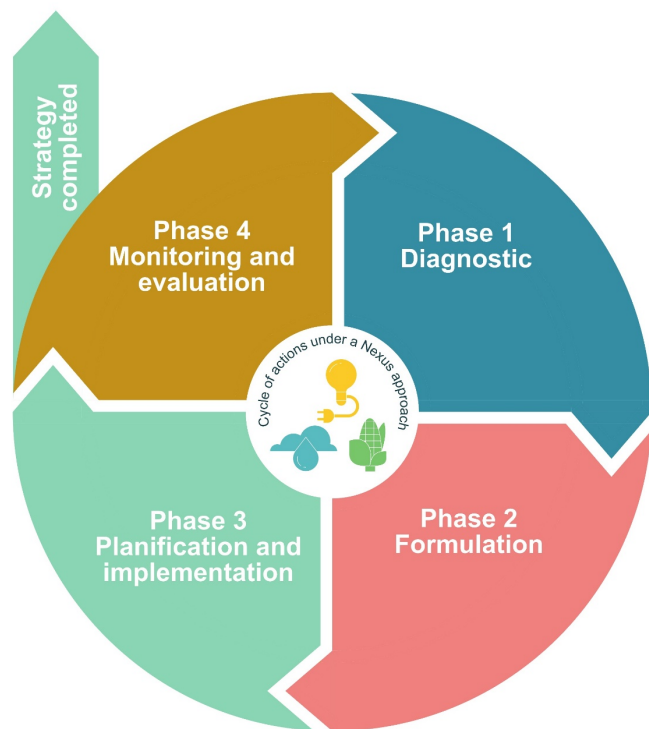 Strategy
completed
Phase 4
Monitoring and
evaluation
Phase 1
Diagnostic
Cycle of actions under a Nexus approach
Phase 3
Planification and
implementation
Phase 2
Formulation